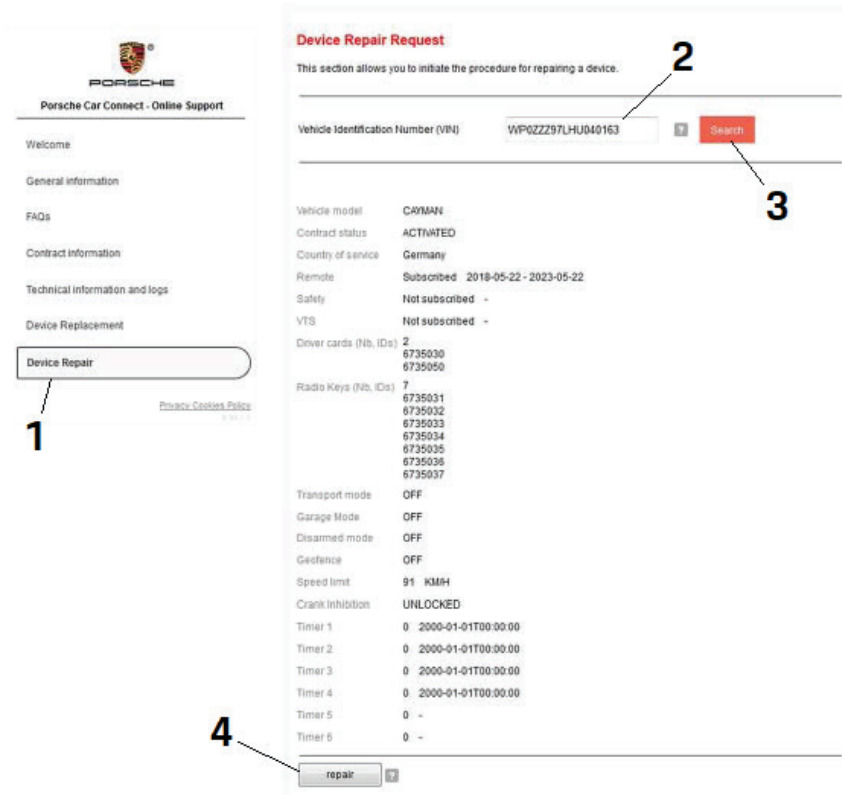 PORSCHE
Porsche Car Connect - Online Support
Welcome
General information
FAQs
Contract information
Technical information and logs
Device Replacement
Device Repair
Privacy Cookies Policy
1
Device Repair Request
This section allows you to initiate the procedure for repairing a device.
2
Vehicle Identification Number (VIN) WP0ZZZ97LHU040163 ? Search
3
Vehicle model CAYMAN
Contract status ACTIVATED
Country of service Germany
Remote Subscribed 2018-05-22 - 2023-05-22
Safety Not subscribed -
VTS Not subscribed -
Driver cards (Nb, IDs) 2
6735030
6735050
Radio Keys (Nb, IDs) 7
6735031
6735032
6735033
6735034
6735035
6735036
6735037
Transport mode OFF
Garage Mode OFF
Disarmed mode OFF
Geofence OFF
Speed limit 91 KM/H
Crank Inhibition UNLOCKED
Timer 1 0 2000-01-01T00:00:00
Timer 2 0 2000-01-01T00:00:00
Timer 3 0 2000-01-01T00:00:00
Timer 4 0 2000-01-01T00:00:00
Timer 5 0 -
Timer 6 0 -
4
repair ?